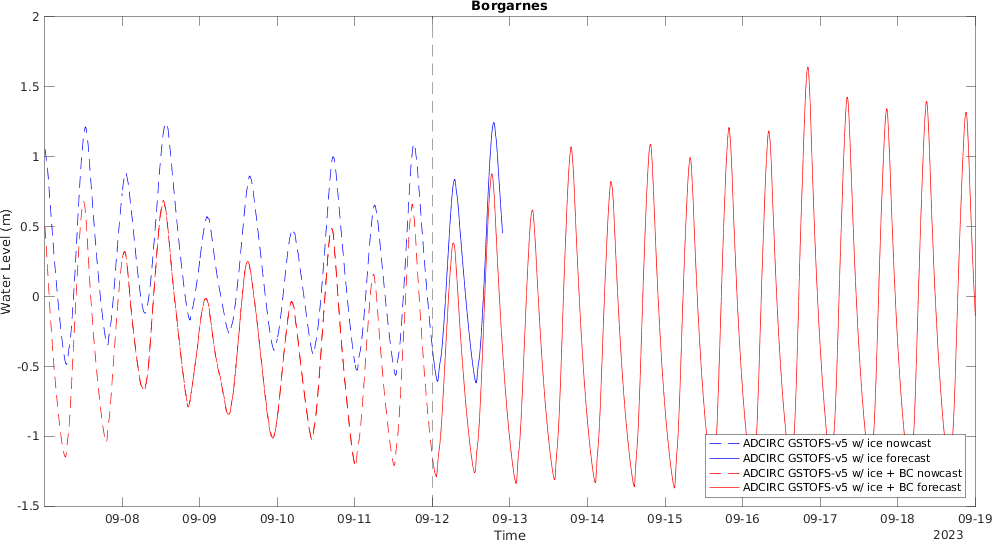 Borgarnes
Water Level (m)
2
1.5
1
0.5
0
-0.5
-1
-1.5
ADCIRC GSTOFS-v5 w/ ice nowcast
ADCIRC GSTOFS-v5 w/ ice forecast
ADCIRC GSTOFS-v5 w/ ice + BC nowcast
ADCIRC GSTOFS-v5 w/ ice + BC forecast
09-08 09-09 09-10 09-11 09-12 09-13 09-14 09-15 09-16 09-17 09-18 09-19
Time
2023